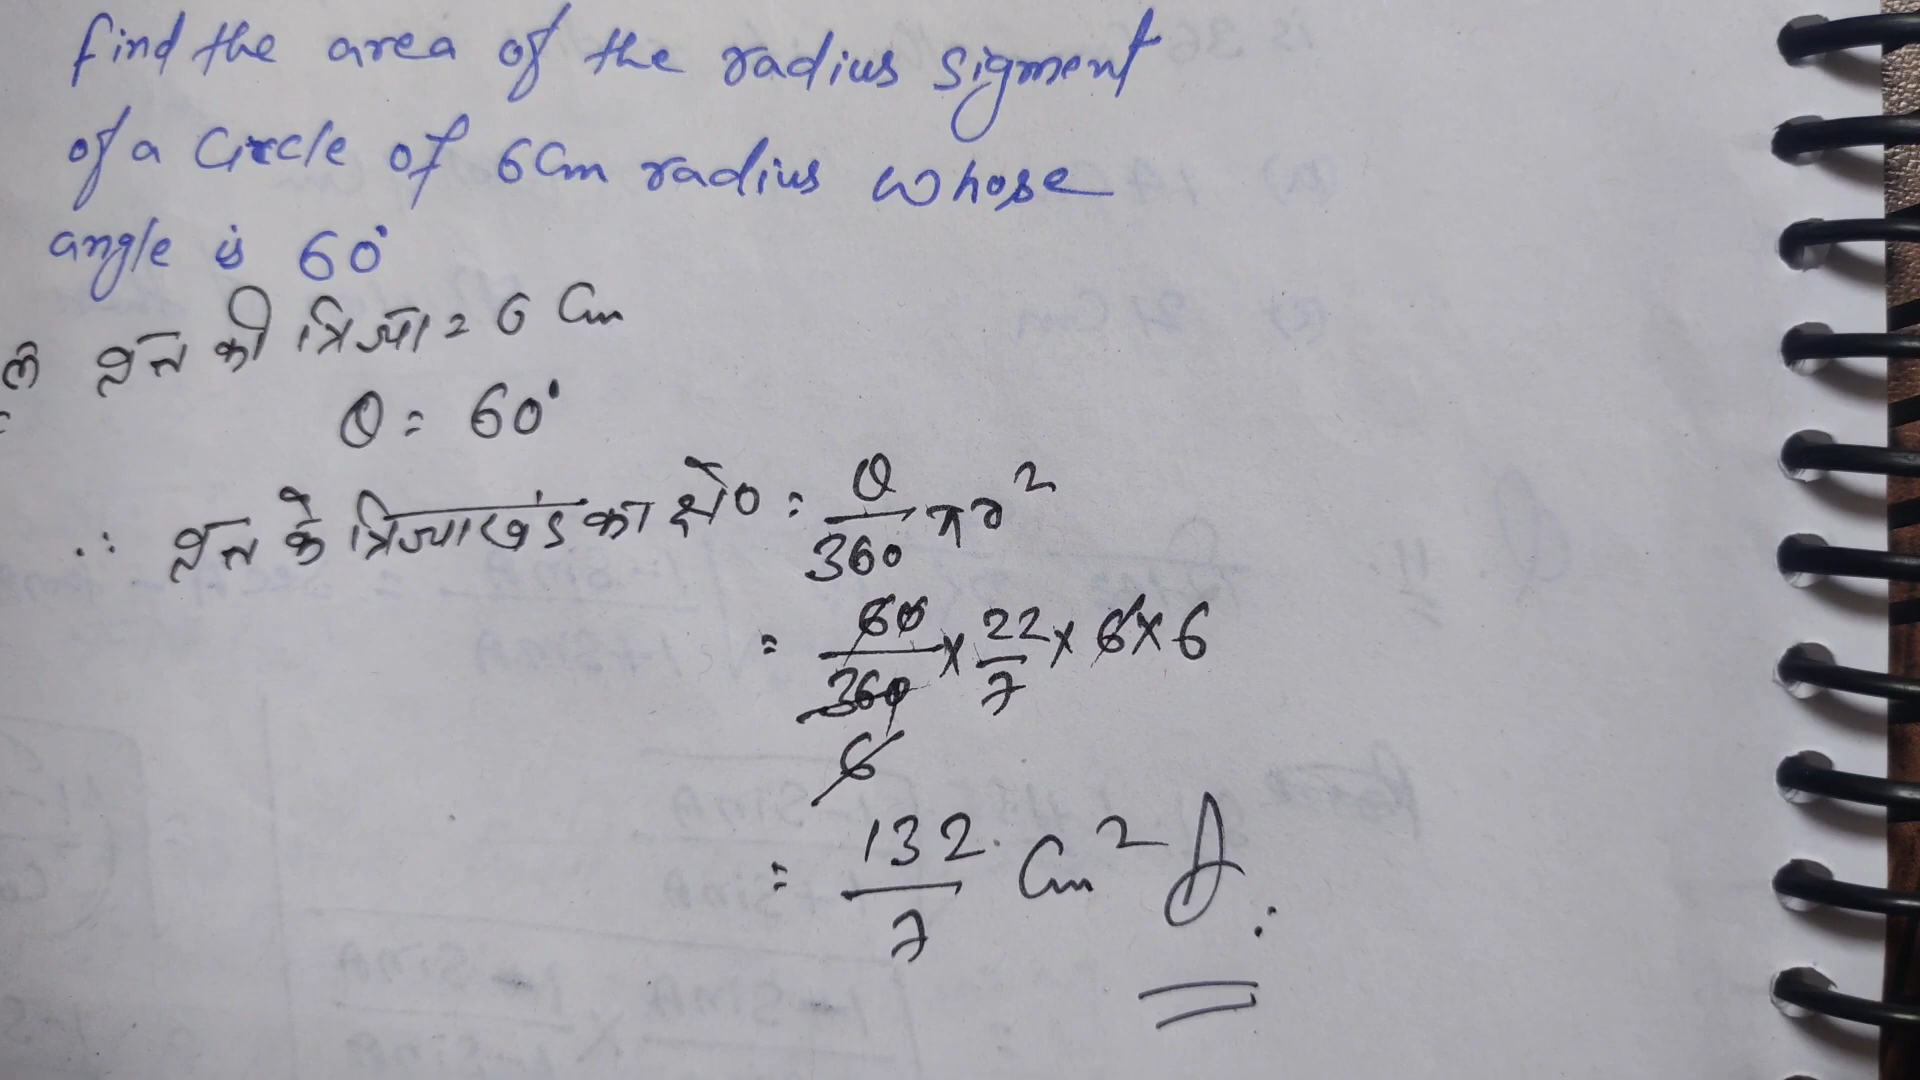 find the area of the radius sigment
of a Circle of 6Cm radius whose
angle is 60°
वृत्त की त्रिज्या = 6 Cm
θ = 60°
∴ वृत्त के त्रिज्याखंड का क्षे० = θ/360 πr²
= 60/360 × 22/7 × 6 × 6
6
= 132/7 Cm²